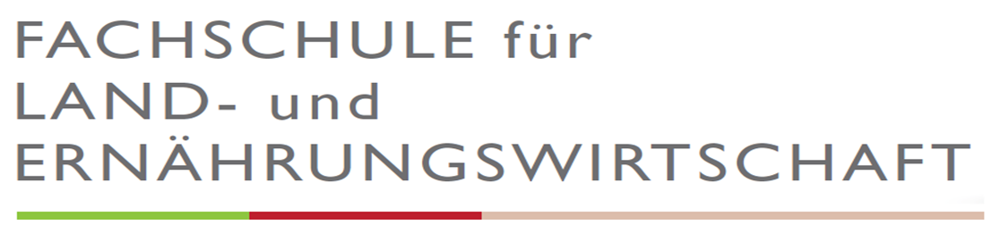 FACHSCHULE für
LAND- und
ERNÄHRUNGSWIRTSCHAFT